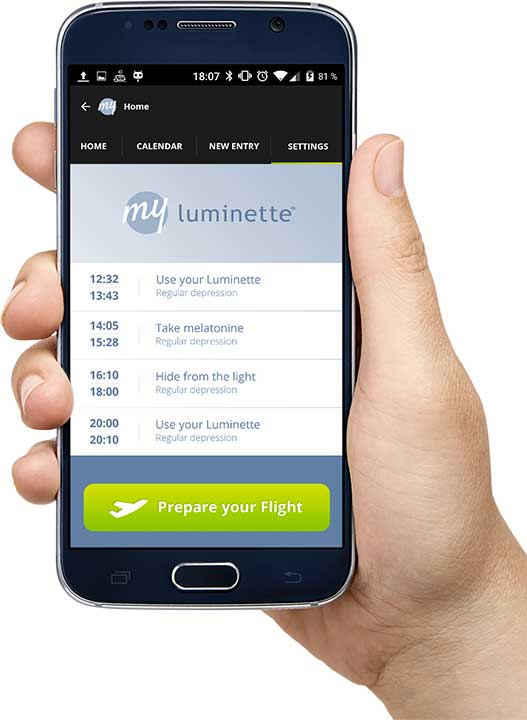 18:07 81 %
my Home
HOME CALENDAR NEW ENTRY SETTINGS
my luminette®
12:32 Use your Luminette
13:43 Regular depression
14:05 Take melatonine
15:28 Regular depression
16:10 Hide from the light
18:00 Regular depression
20:00 Use your Luminette
20:10 Regular depression
Prepare your Flight